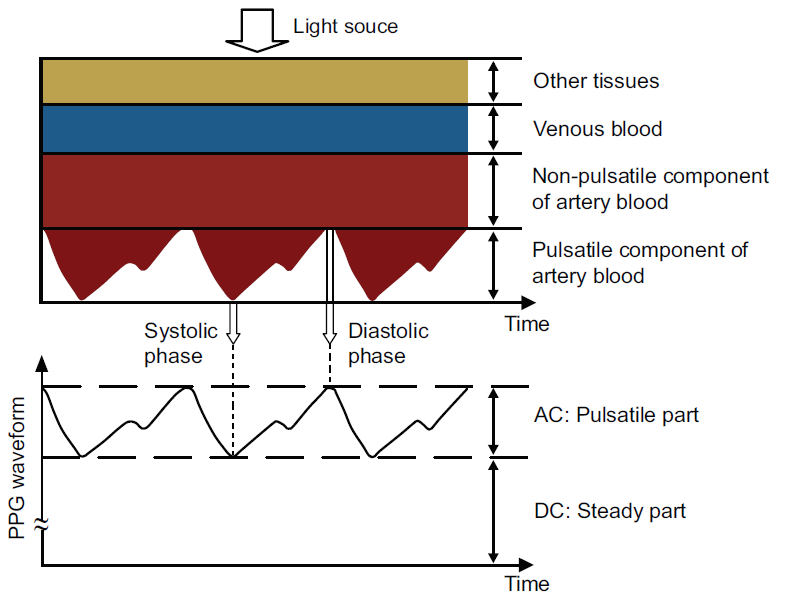 Light souce
Other tissues
Venous blood
Non-pulsatile component
of artery blood
Pulsatile component of
artery blood
Time
Systolic
phase
Diastolic
phase
PPG waveform
AC: Pulsatile part
DC: Steady part
Time